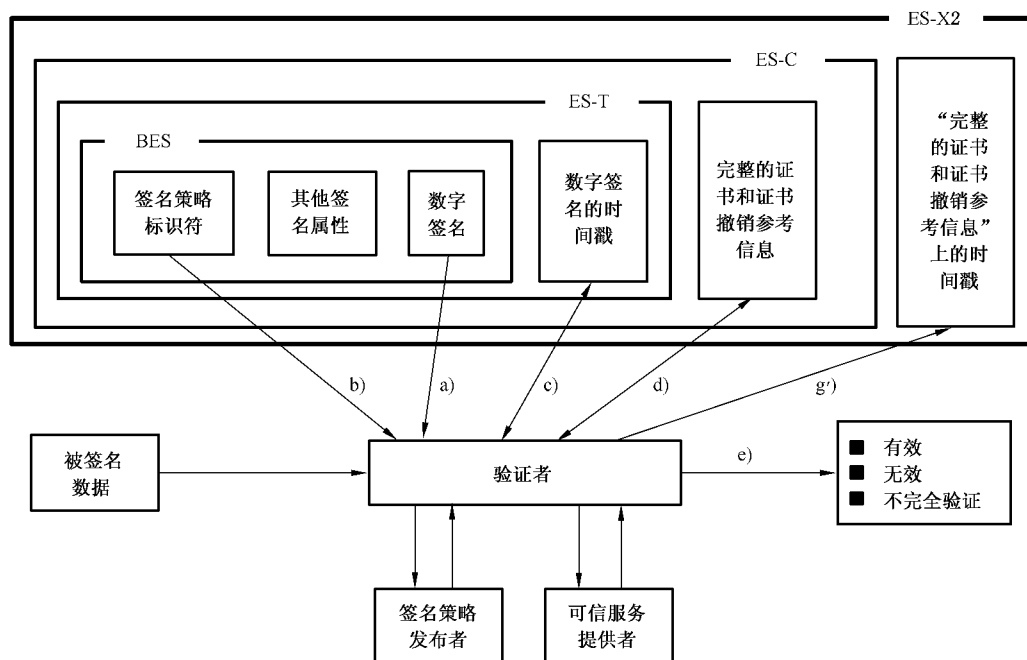 ES-X2
ES-C
ES-T
BES
签名策略
标识符
其他签
名属性
数字
签名
数字签
名的时
间戳
完整的证
书和证书
撤销参考
信息
“完整
的证书
和证书
撤销参
考信息”
上的时
间戳
b)
a)
c)
d)
g′)
被签名
数据
验证者
e)
■ 有效
■ 无效
■ 不完全验证
签名策略
发布者
可信服务
提供者